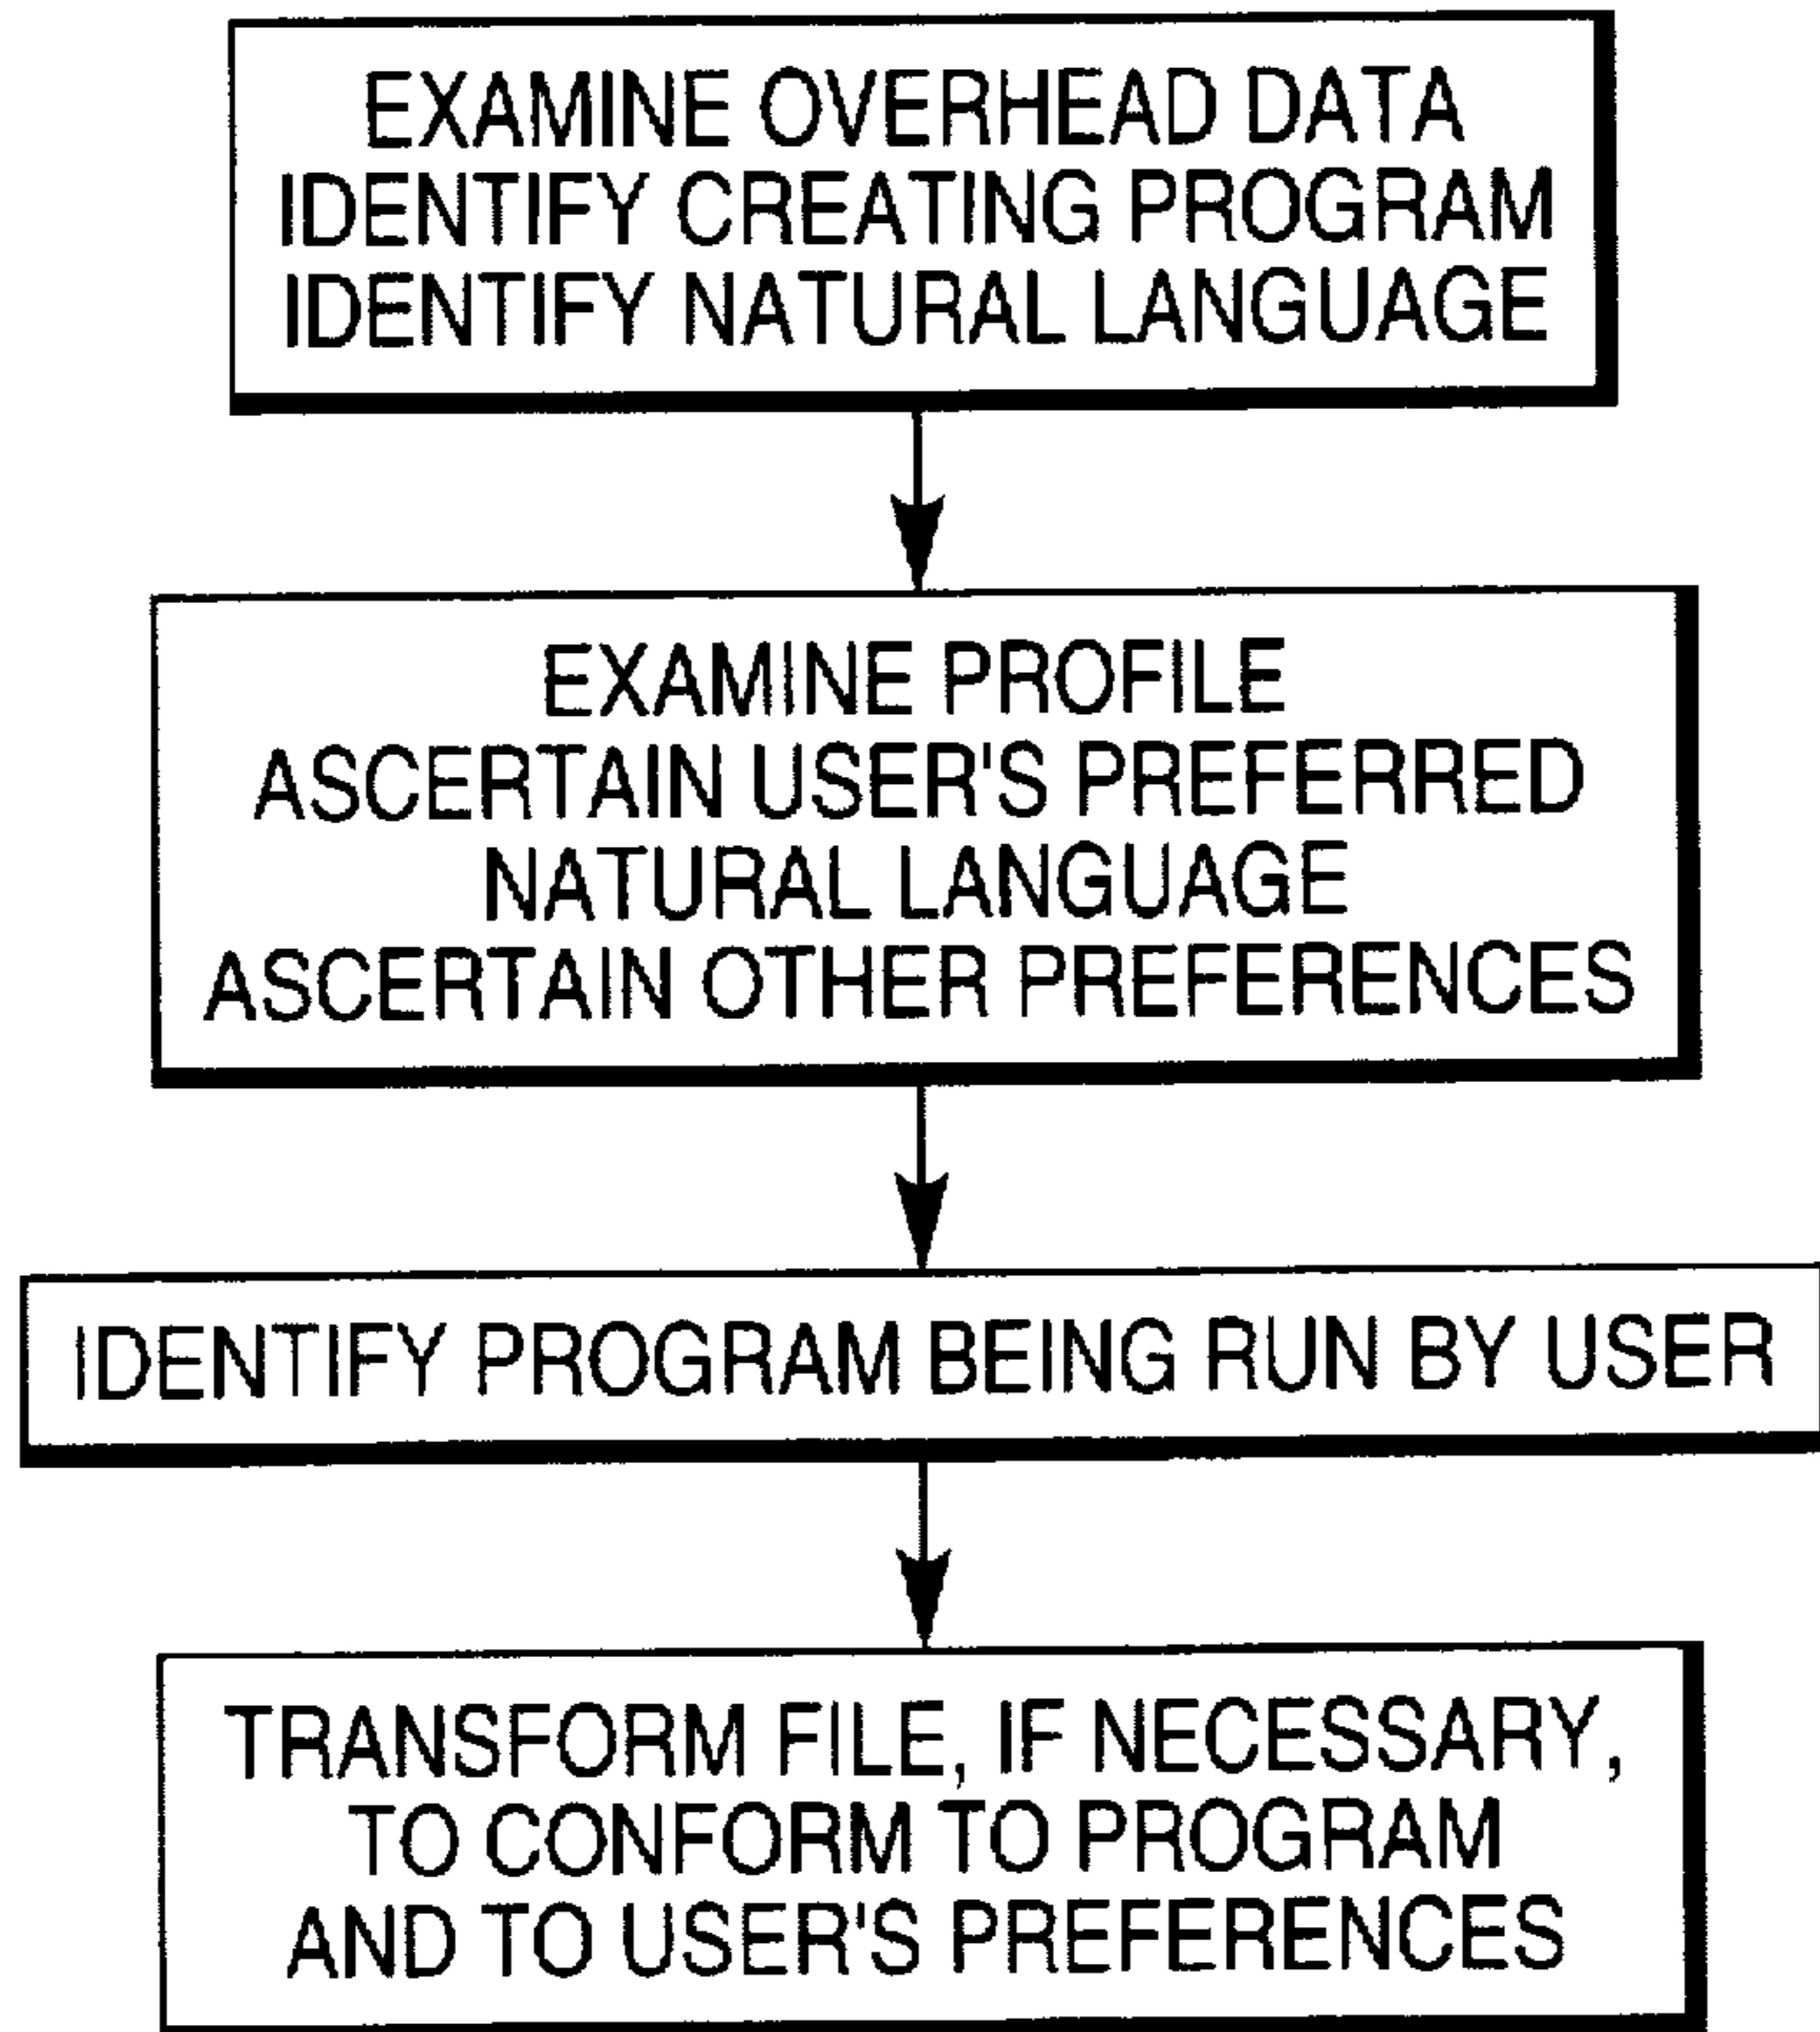 EXAMINE OVERHEAD DATA
IDENTIFY CREATING PROGRAM
IDENTIFY NATURAL LANGUAGE
EXAMINE PROFILE
ASCERTAIN USER'S PREFERRED
NATURAL LANGUAGE
ASCERTAIN OTHER PREFERENCES
IDENTIFY PROGRAM BEING RUN BY USER
TRANSFORM FILE, IF NECESSARY,
TO CONFORM TO PROGRAM
AND TO USER'S PREFERENCES